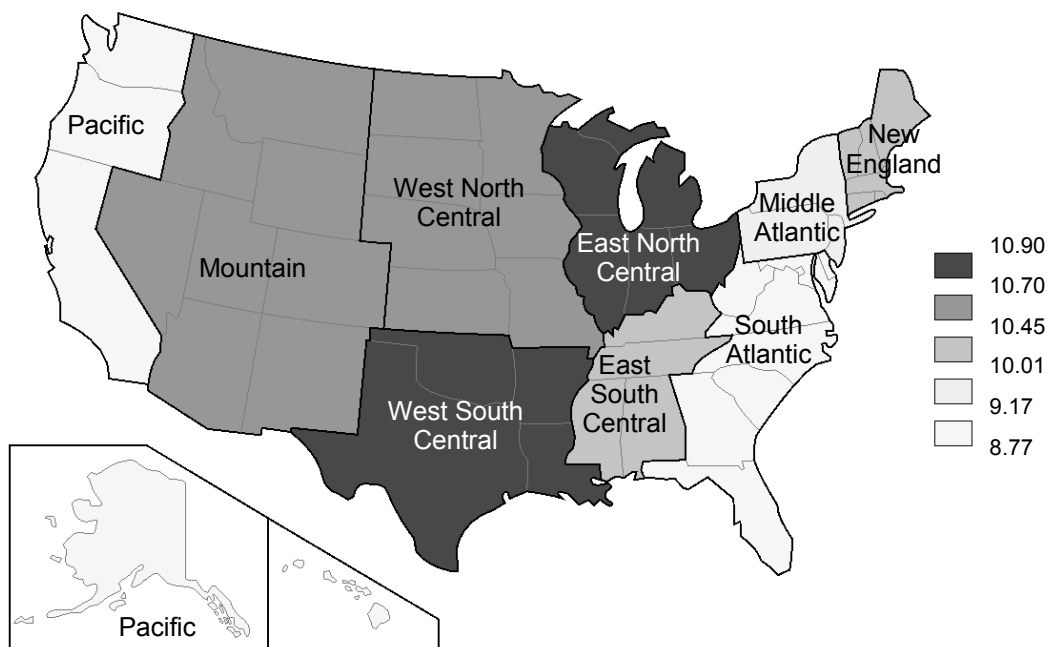 Pacific
New
England
West North
Central
Middle
Atlantic
East North
Central
Mountain
South
Atlantic
East
South
Central
West South
Central
Pacific
10.90
10.70
10.45
10.01
9.17
8.77